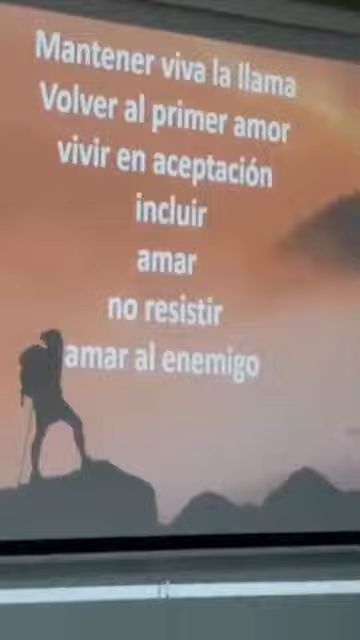 Mantener viva la llama
Volver al primer amor
vivir en aceptación
incluir
amar
no resistir
amar al enemigo